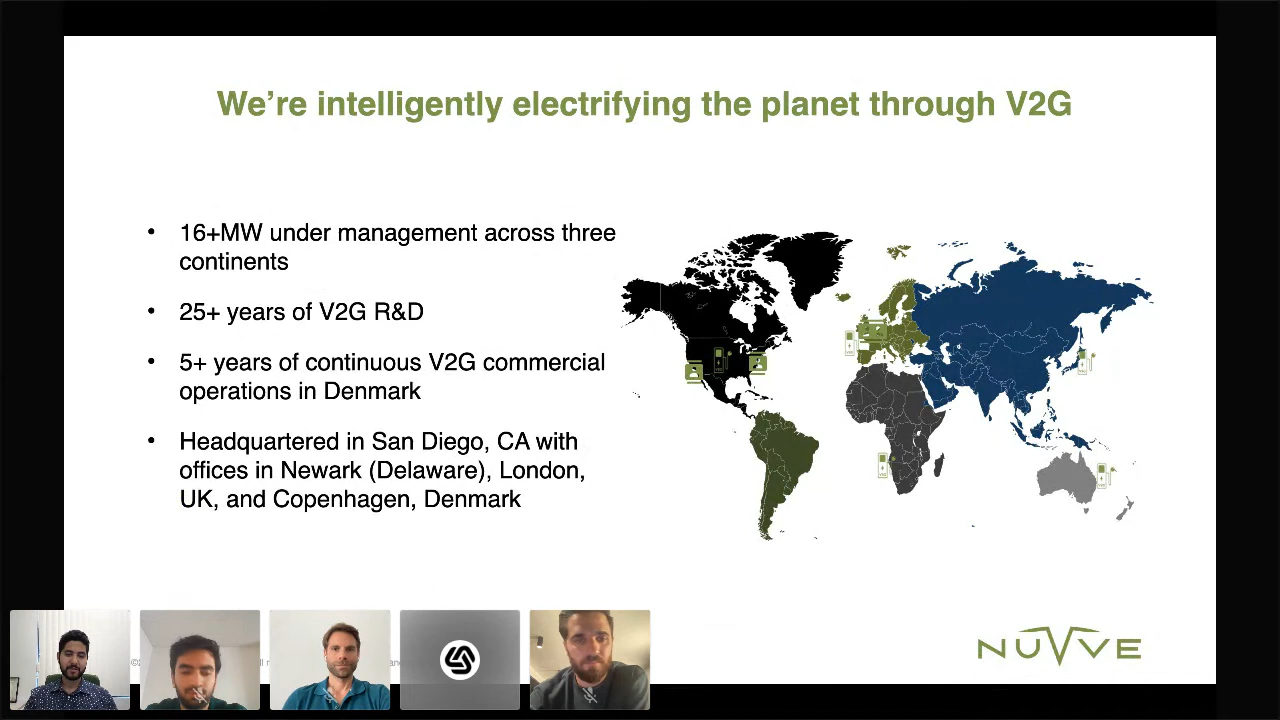 We’re intelligently electrifying the planet through V2G
• 16+MW under management across three
continents
• 25+ years of V2G R&D
• 5+ years of continuous V2G commercial
operations in Denmark
• Headquartered in San Diego, CA with
offices in Newark (Delaware), London,
UK, and Copenhagen, Denmark
NUVVE